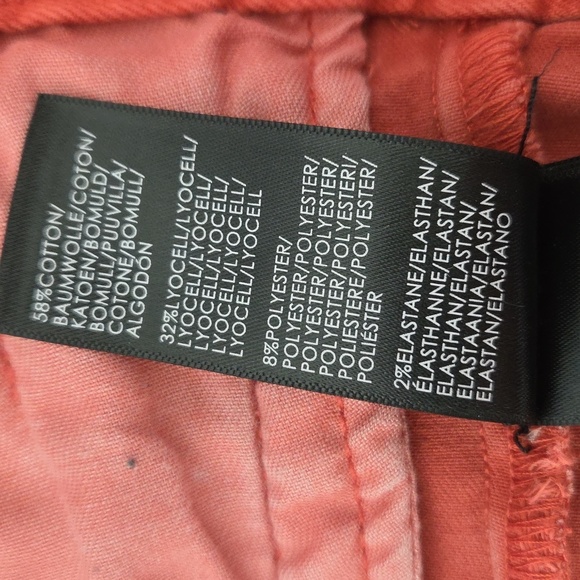 58%COTTON/
BAUMWOLLE/COTON/
KATOEN/BOMULD/
BOMULL/PUUVILLA/
COTONE/BOMULL/
ALGODÓN
32%LYOCELL/LYOCELL/
LYOCELL/LYOCELL/
LYOCELL/LYOCELL/
LYOCELL/LYOCELL/
LYOCELL/LYOCELL
8%POLYESTER/
POLYESTER/POLYESTER/
POLYESTER/POLYESTER/
POLYESTER/POLYESTERI/
POLIESTERE/POLYESTER/
POLIESTER
2%ELASTANE/ELASTHAN/
ÉLASTHANNE/ELASTAN/
ELASTHAN/ELASTAN/
ELASTAANIA/ELASTAN/
ELASTAN/ELASTANO